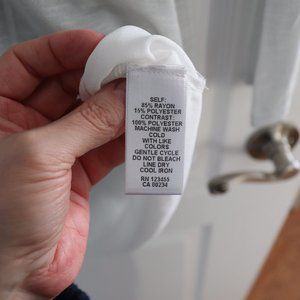 SELF:
85% RAYON
15% POLYESTER
CONTRAST:
100% POLYESTER
MACHINE WASH
COLD
WITH LIKE
COLORS
GENTLE CYCLE
DO NOT BLEACH
LINE DRY
COOL IRON
RN 123455
CA 00234